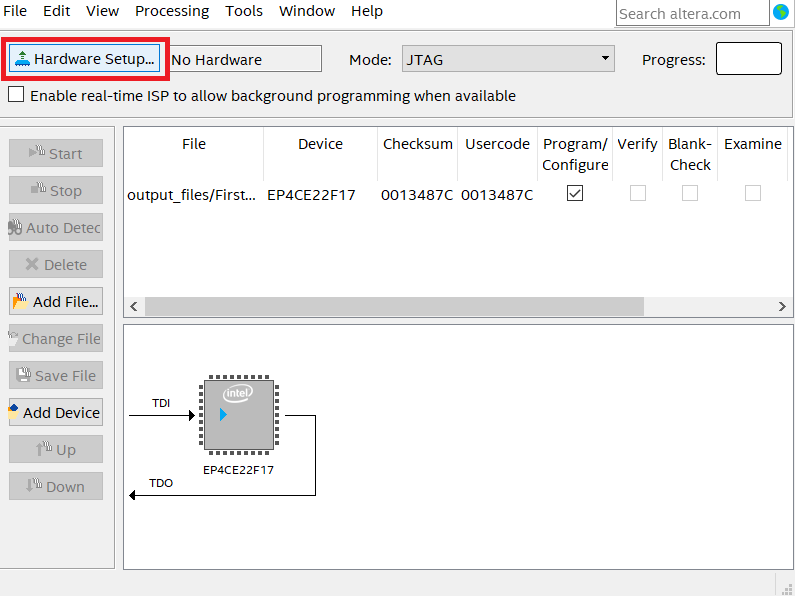 File Edit View Processing Tools Window Help Search altera.com
Hardware Setup... No Hardware Mode: JTAG Progress:
Enable real-time ISP to allow background programming when available
File Device Checksum Usercode Program/ Verify Blank- Examine
Configure Check
output_files/First... EP4CE22F17 0013487C 0013487C
Start
Stop
Auto Detec
Delete
Add File...
Change File
Save File
Add Device
Up
Down
intel
TDI
EP4CE22F17
TDO